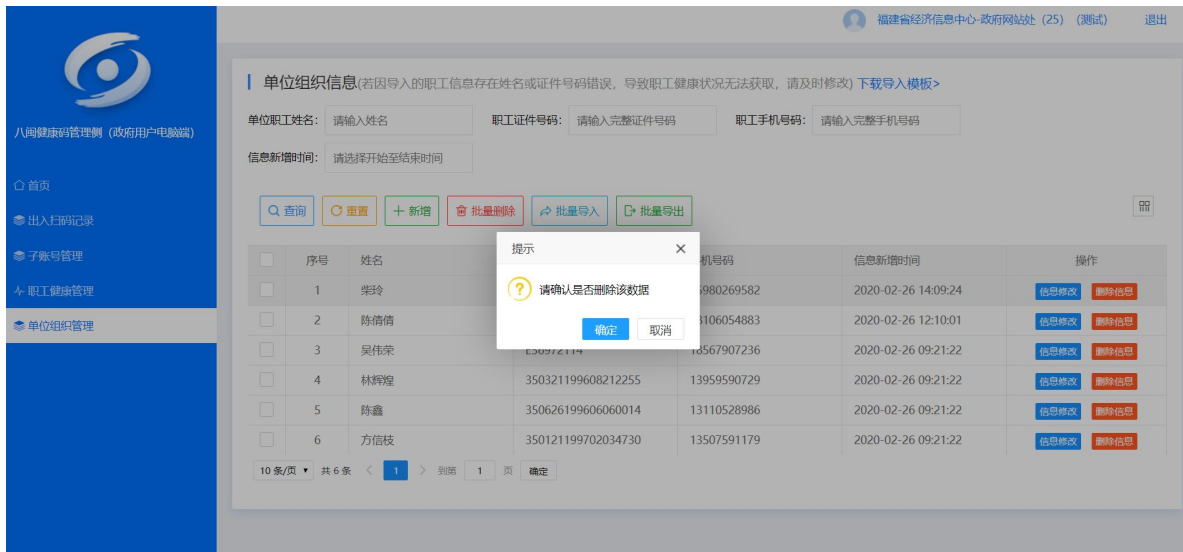 福建省经济信息中心-政府网站处（25）（测试） 退出
八闽健康码管理侧（政府用户电脑端）
首页
出入扫码记录
子账号管理
职工健康管理
单位组织管理
单位组织信息(若因导入的职工信息存在姓名或证件号码错误，导致职工健康状况无法获取，请及时修改) 下载导入模板>
单位职工姓名： 请输入姓名 职工证件号码： 请输入完整证件号码 职工手机号码： 请输入完整手机号码
信息新增时间： 请选择开始至结束时间
查询 重置 新增 批量删除 批量导入 批量导出
提示
请确认是否删除该数据
确定 取消
序号 姓名 机号码 信息新增时间 操作
1 柴玲 980269582 2020-02-26 14:09:24 信息修改 删除信息
2 陈倩倩 106054883 2020-02-26 12:10:01 信息修改 删除信息
3 吴伟荣 E56972114 18567907236 2020-02-26 09:21:22 信息修改 删除信息
4 林辉煌 350321199608212255 13959590729 2020-02-26 09:21:22 信息修改 删除信息
5 陈鑫 350626199606060014 13110528986 2020-02-26 09:21:22 信息修改 删除信息
6 方信枝 350121199702034730 13507591179 2020-02-26 09:21:22 信息修改 删除信息
10 条/页 共 6 条 < 1 > 到第 1 页 确定